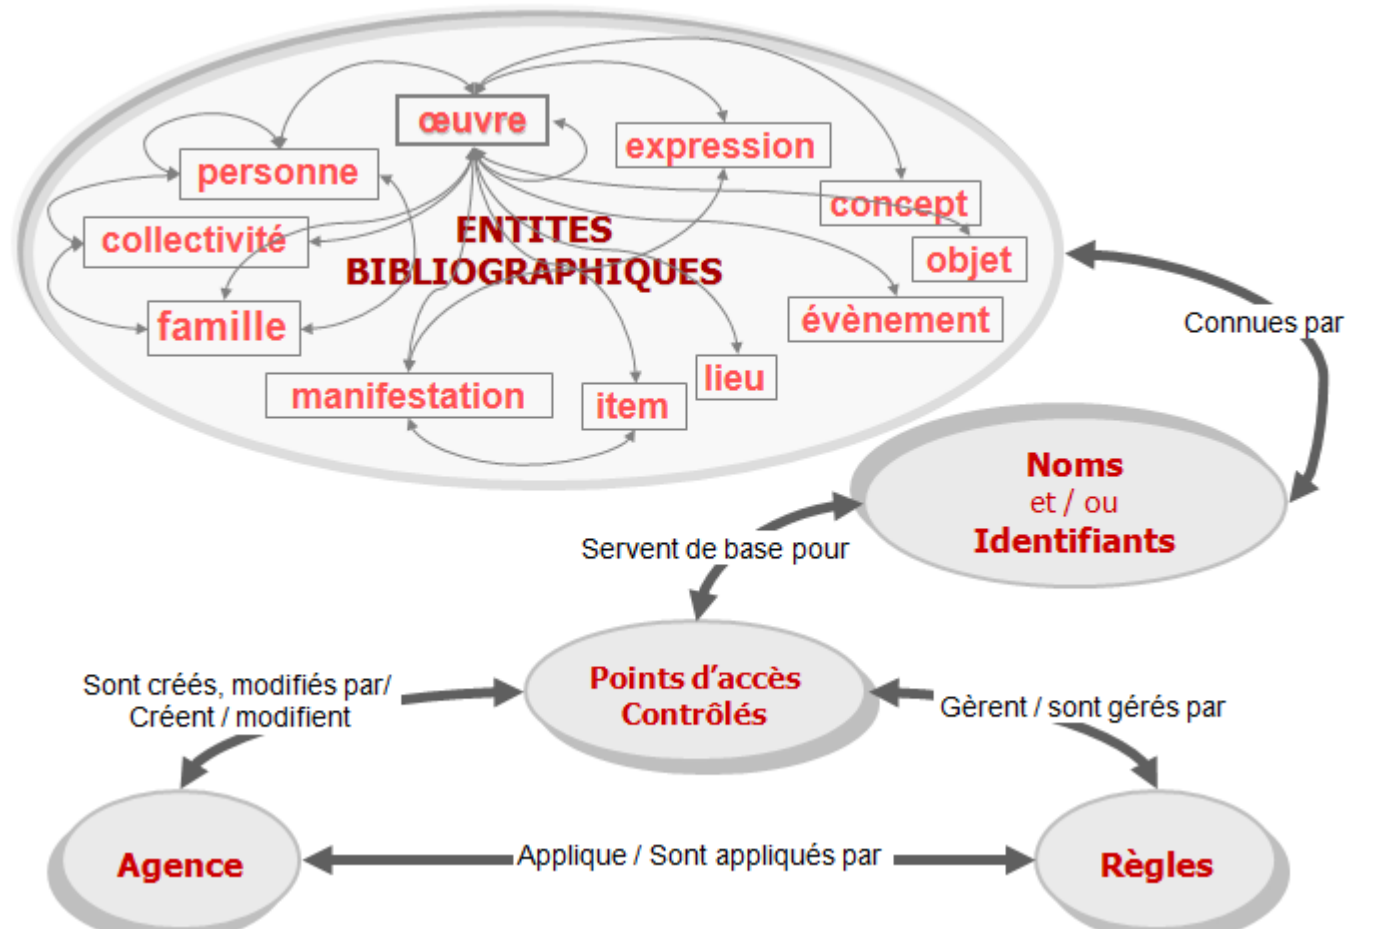 œuvre
expression
personne
concept
collectivité
ENTITES
BIBLIOGRAPHIQUES
objet
famille
évènement
lieu
manifestation
item
Connues par
Noms
et / ou
Identifiants
Servent de base pour
Points d'accès
Contrôlés
Sont créés, modifiés par/
Créent / modifient
Gèrent / sont gérés par
Agence
Applique / Sont appliqués par
Règles